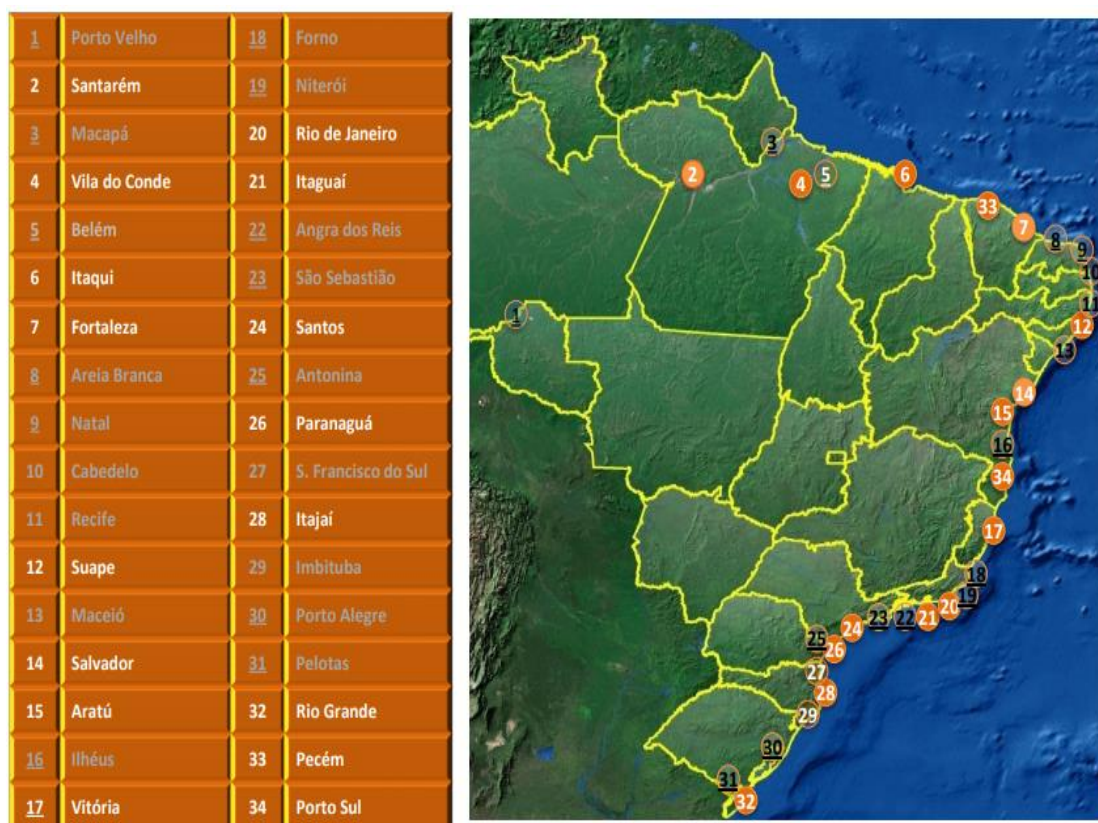 1 Porto Velho 18 Forno
2 Santarém 19 Niterói
3 Macapá 20 Rio de Janeiro
4 Vila do Conde 21 Itaguaí
5 Belém 22 Angra dos Reis
6 Itaqui 23 São Sebastião
7 Fortaleza 24 Santos
8 Areia Branca 25 Antonina
9 Natal 26 Paranaguá
10 Cabedelo 27 S. Francisco do Sul
11 Recife 28 Itajaí
12 Suape 29 Imbituba
13 Maceió 30 Porto Alegre
14 Salvador 31 Pelotas
15 Aratú 32 Rio Grande
16 Ilhéus 33 Pecém
17 Vitória 34 Porto Sul
3
2
4
5
6
33
7
8
9
10
11
1
12
13
14
15
16
34
17
18
19
20
21
22
23
24
25
26
27
28
29
30
31
32